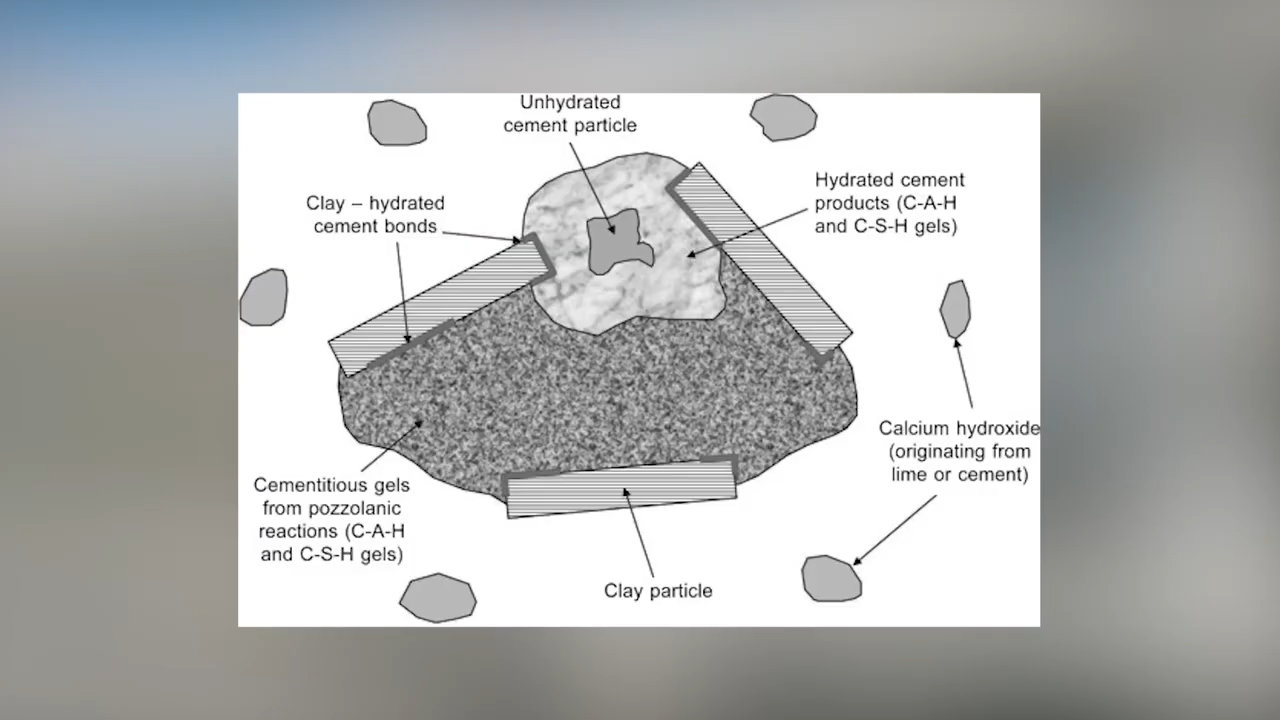 Unhydrated
cement particle
Clay – hydrated
cement bonds
Hydrated cement
products (C-A-H
and C-S-H gels)
Calcium hydroxide
(originating from
lime or cement)
Cementitious gels
from pozzolanic
reactions (C-A-H
and C-S-H gels)
Clay particle